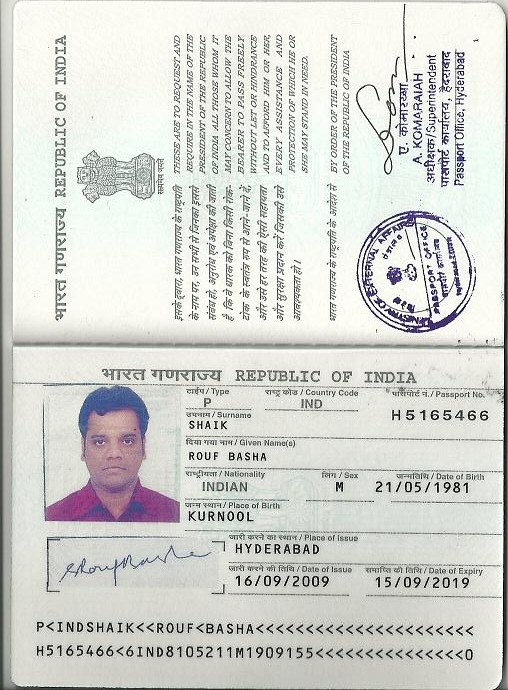 भारत गणराज्य REPUBLIC OF INDIA
सत्यमेव जयते
इसके द्वारा, भारत गणराज्य के राष्ट्रपति
के नाम पर, उन सभी से जिनका इससे
संबंध हो, अनुरोध एवं अपेक्षा की जाती
है कि वे धारक को बिना किसी रोक-
टोक के स्वतंत्र रूप से आने-जाने दें,
और उसे हर तरह की ऐसी सहायता
और सुरक्षा प्रदान करें जिसकी उसे
आवश्यकता हो।
भारत गणराज्य के राष्ट्रपति के आदेश से
THESE ARE TO REQUEST AND
REQUIRE IN THE NAME OF THE
PRESIDENT OF THE REPUBLIC
OF INDIA ALL THOSE WHOM IT
MAY CONCERN TO ALLOW THE
BEARER TO PASS FREELY
WITHOUT LET OR HINDRANCE
AND TO AFFORD HIM OR HER,
EVERY ASSISTANCE AND
PROTECTION OF WHICH HE OR
SHE MAY STAND IN NEED.
BY ORDER OF THE PRESIDENT
OF THE REPUBLIC OF INDIA
MINISTRY OF EXTERNAL AFFAIRS
PASSPORT OFFICE
ए. कोमारय्या
A. KOMARAIAH
अधीक्षक/Superintendent
पासपोर्ट कार्यालय, हैदराबाद
Passport Office, Hyderabad
1
भारत गणराज्य REPUBLIC OF INDIA
टाईप / Type राष्ट्र कोड / Country Code पासपोर्ट नं. / Passport No.
P IND H5165466
उपनाम / Surname
SHAIK
दिया गया नाम / Given Name(s)
ROUF BASHA
राष्ट्रीयता / Nationality लिंग / Sex जन्मतिथि / Date of Birth
INDIAN M 21/05/1981
जन्म स्थान / Place of Birth
KURNOOL
जारी करने का स्थान / Place of Issue
HYDERABAD
जारी करने की तिथि / Date of Issue समाप्ति की तिथि / Date of Expiry
16/09/2009 15/09/2019
SRoufBasha
P<INDSHAIK<<ROUF<BASHA<<<<<<<<<<<<<<<<<<<<<<
H5165466<6IND8105211M1909155<<<<<<<<<<<<<<<0